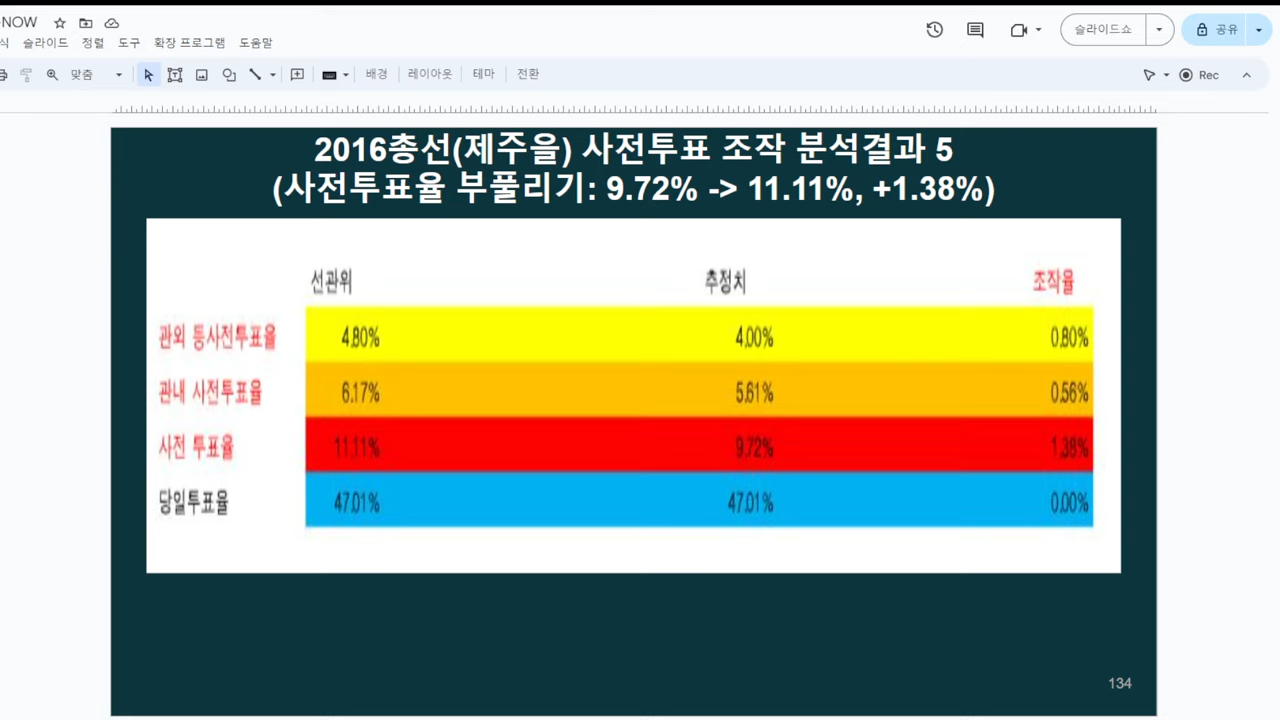 -NOW
식 슬라이드 정렬 도구 확장 프로그램 도움말
슬라이드쇼
공유
맞춤
배경 레이아웃 테마 전환
Rec
2016총선(제주을) 사전투표 조작 분석결과 5
(사전투표율 부풀리기: 9.72% -> 11.11%, +1.38%)
선관위 추정치 조작율
관외 등사전투표율 4.80% 4.00% 0.80%
관내 사전투표율 6.17% 5.61% 0.56%
사전 투표율 11.11% 9.72% 1.38%
당일투표율 47.01% 47.01% 0.00%
134